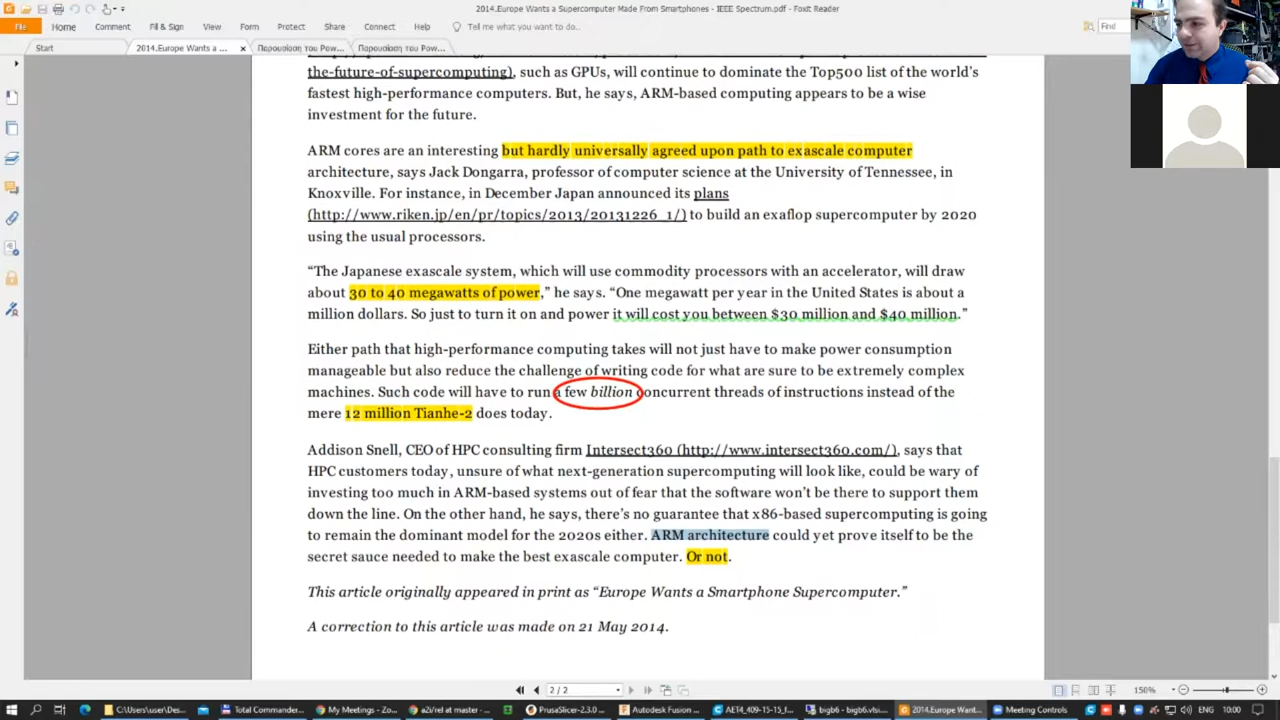 2014.Europe Wants a Supercomputer Made From Smartphones - IEEE Spectrum.pdf - Foxit Reader
File Home Comment Fill & Sign View Form Protect Share Connect Help Tell me what you want to do... Find
Start 2014.Europe Wants a ... Παρουσίαση του Pow... Παρουσίαση του Pow...
the-future-of-supercomputing), such as GPUs, will continue to dominate the Top500 list of the world's
fastest high-performance computers. But, he says, ARM-based computing appears to be a wise
investment for the future.
ARM cores are an interesting but hardly universally agreed upon path to exascale computer
architecture, says Jack Dongarra, professor of computer science at the University of Tennessee, in
Knoxville. For instance, in December Japan announced its plans
(http://www.riken.jp/en/pr/topics/2013/20131226_1/) to build an exaflop supercomputer by 2020
using the usual processors.
“The Japanese exascale system, which will use commodity processors with an accelerator, will draw
about 30 to 40 megawatts of power,” he says. “One megawatt per year in the United States is about a
million dollars. So just to turn it on and power it will cost you between $30 million and $40 million.”
Either path that high-performance computing takes will not just have to make power consumption
manageable but also reduce the challenge of writing code for what are sure to be extremely complex
machines. Such code will have to run a few billion concurrent threads of instructions instead of the
mere 12 million Tianhe-2 does today.
Addison Snell, CEO of HPC consulting firm Intersect360 (http://www.intersect360.com/), says that
HPC customers today, unsure of what next-generation supercomputing will look like, could be wary of
investing too much in ARM-based systems out of fear that the software won't be there to support them
down the line. On the other hand, he says, there's no guarantee that x86-based supercomputing is going
to remain the dominant model for the 2020s either. ARM architecture could yet prove itself to be the
secret sauce needed to make the best exascale computer. Or not.
This article originally appeared in print as “Europe Wants a Smartphone Supercomputer.”
A correction to this article was made on 21 May 2014.
2 / 2 150%
C:\users\user\Des... Total Commander... My Meetings - Zo... a2i/rel at master -... PrusaSlicer-2.3.0 ... Autodesk Fusion ... AET4_409-15-15_f... bigb6 - bigb6.vtsi... 2014.Europe Want... Meeting Controls ENG 10:00